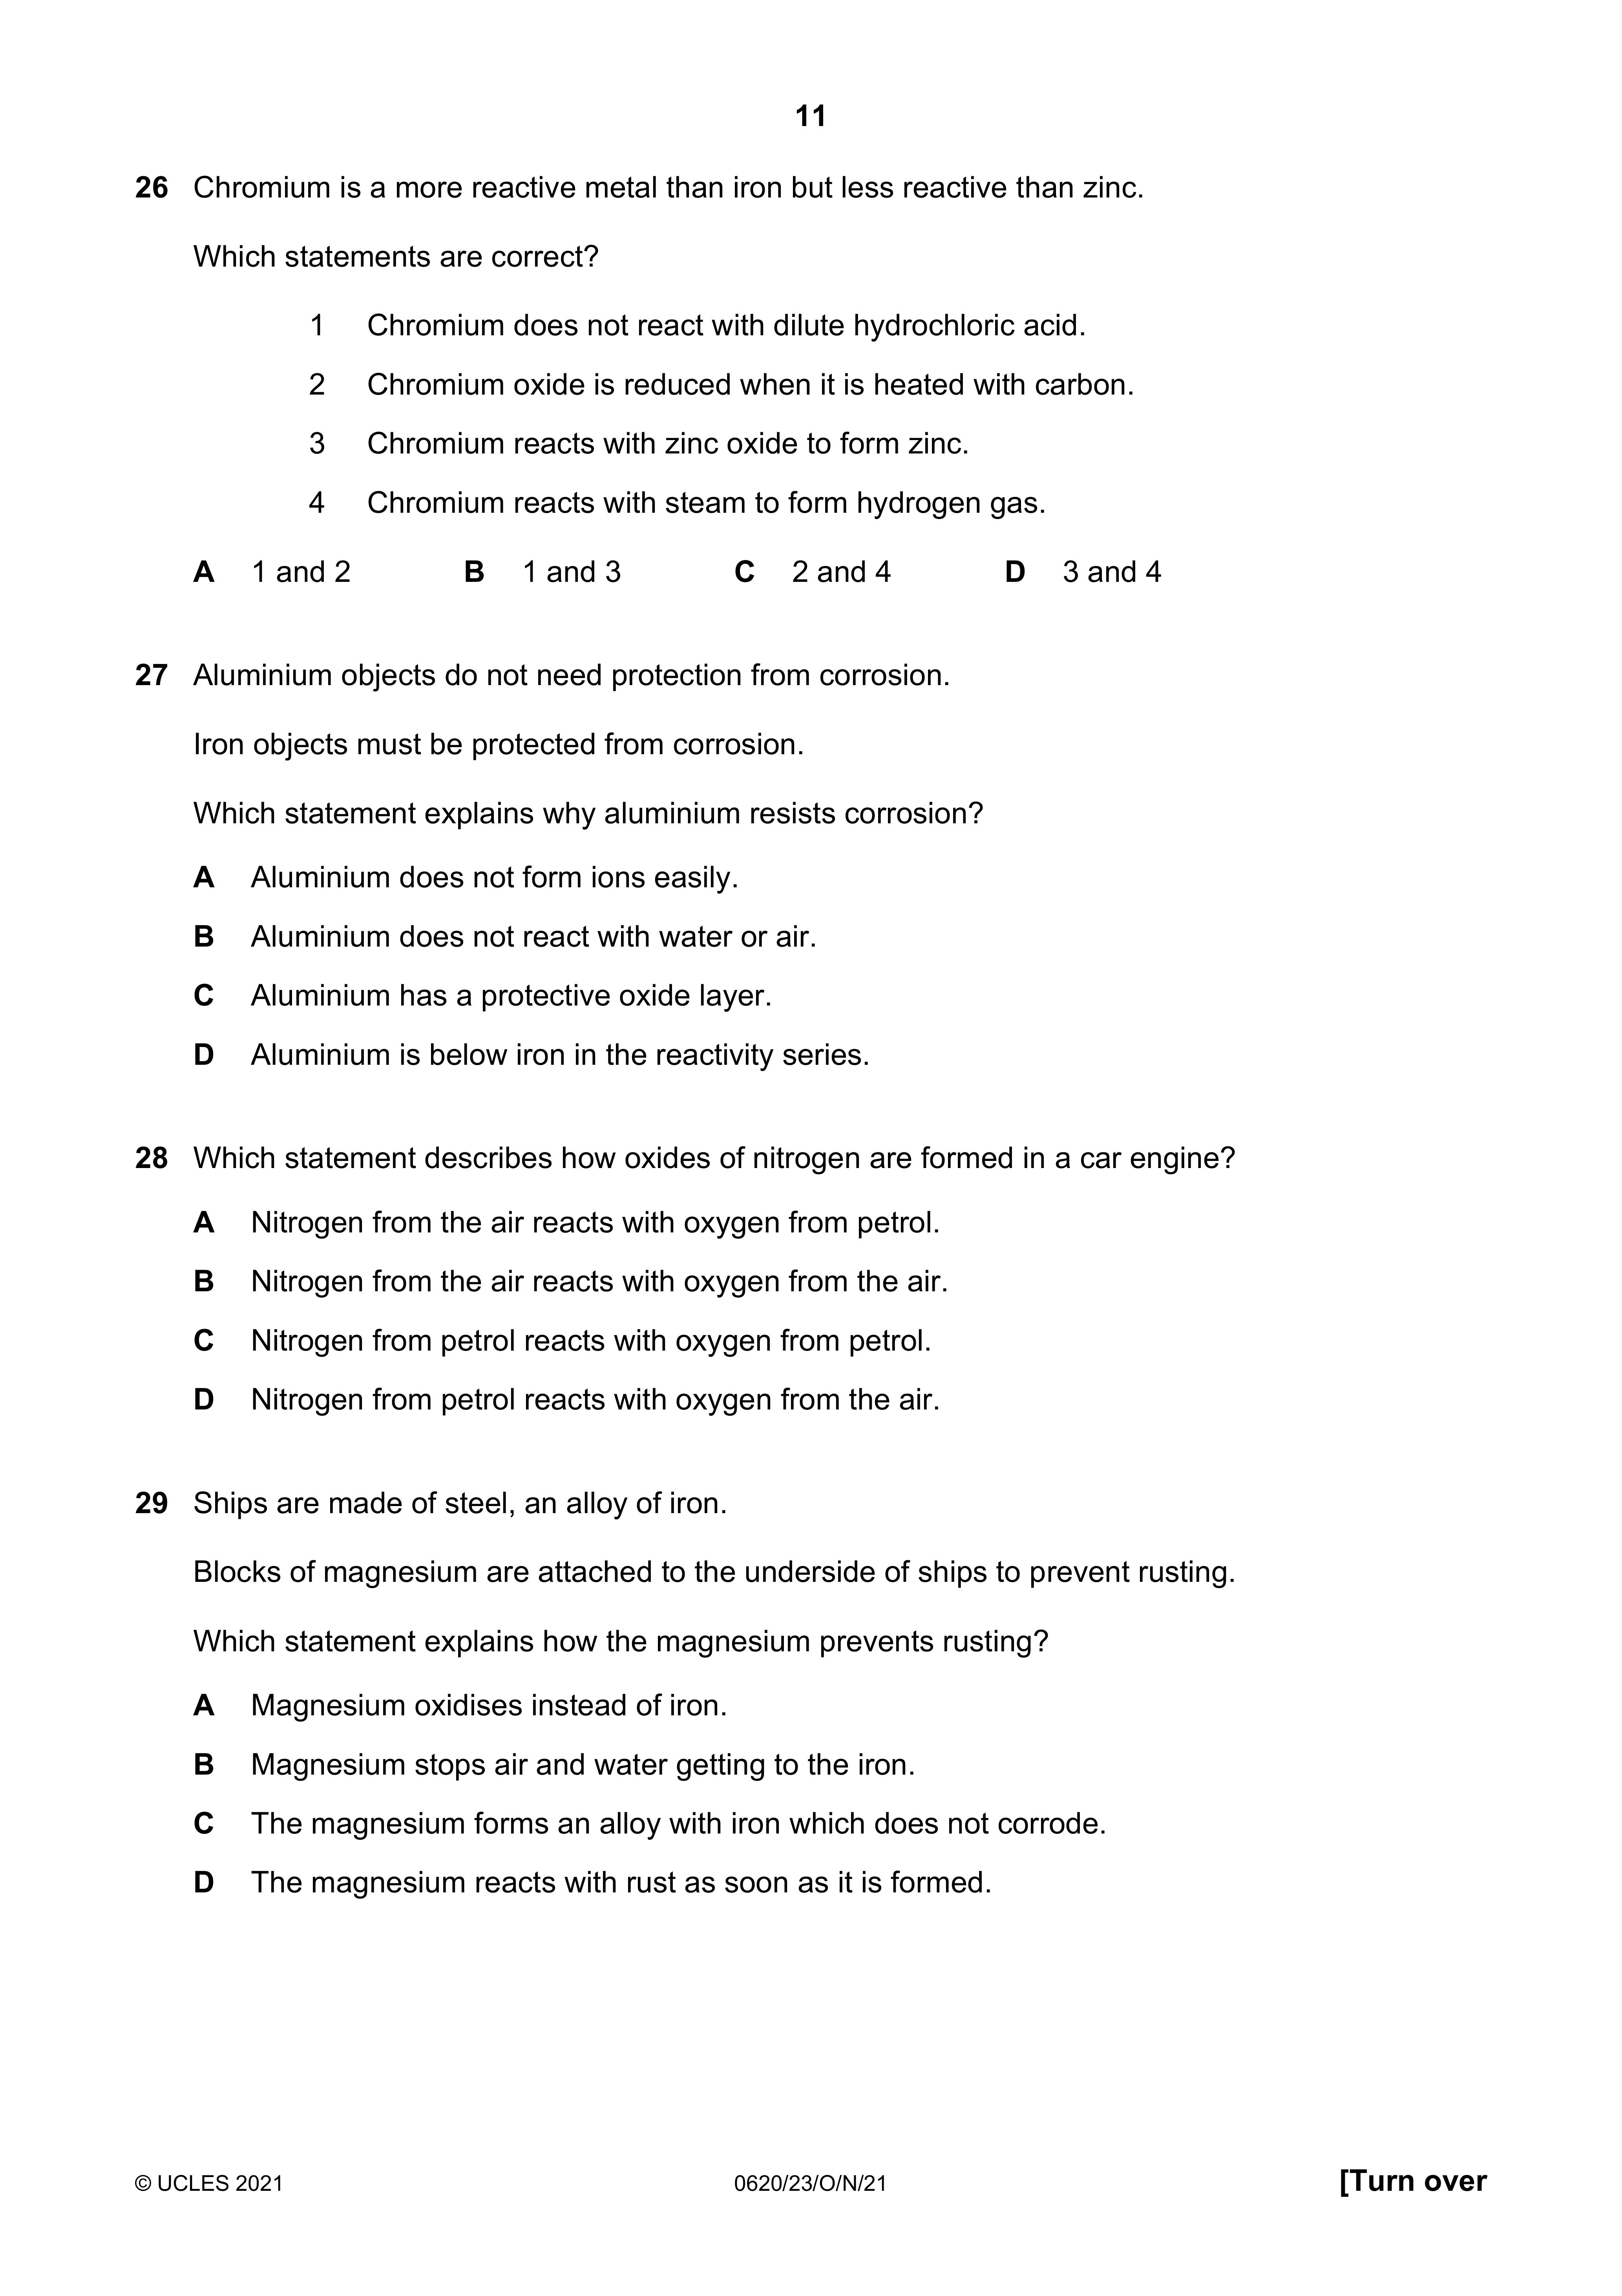 11
26 Chromium is a more reactive metal than iron but less reactive than zinc.
Which statements are correct?
1 Chromium does not react with dilute hydrochloric acid.
2 Chromium oxide is reduced when it is heated with carbon.
3 Chromium reacts with zinc oxide to form zinc.
4 Chromium reacts with steam to form hydrogen gas.
A 1 and 2 B 1 and 3 C 2 and 4 D 3 and 4
27 Aluminium objects do not need protection from corrosion.
Iron objects must be protected from corrosion.
Which statement explains why aluminium resists corrosion?
A Aluminium does not form ions easily.
B Aluminium does not react with water or air.
C Aluminium has a protective oxide layer.
D Aluminium is below iron in the reactivity series.
28 Which statement describes how oxides of nitrogen are formed in a car engine?
A Nitrogen from the air reacts with oxygen from petrol.
B Nitrogen from the air reacts with oxygen from the air.
C Nitrogen from petrol reacts with oxygen from petrol.
D Nitrogen from petrol reacts with oxygen from the air.
29 Ships are made of steel, an alloy of iron.
Blocks of magnesium are attached to the underside of ships to prevent rusting.
Which statement explains how the magnesium prevents rusting?
A Magnesium oxidises instead of iron.
B Magnesium stops air and water getting to the iron.
C The magnesium forms an alloy with iron which does not corrode.
D The magnesium reacts with rust as soon as it is formed.
© UCLES 2021 0620/23/O/N/21 [Turn over